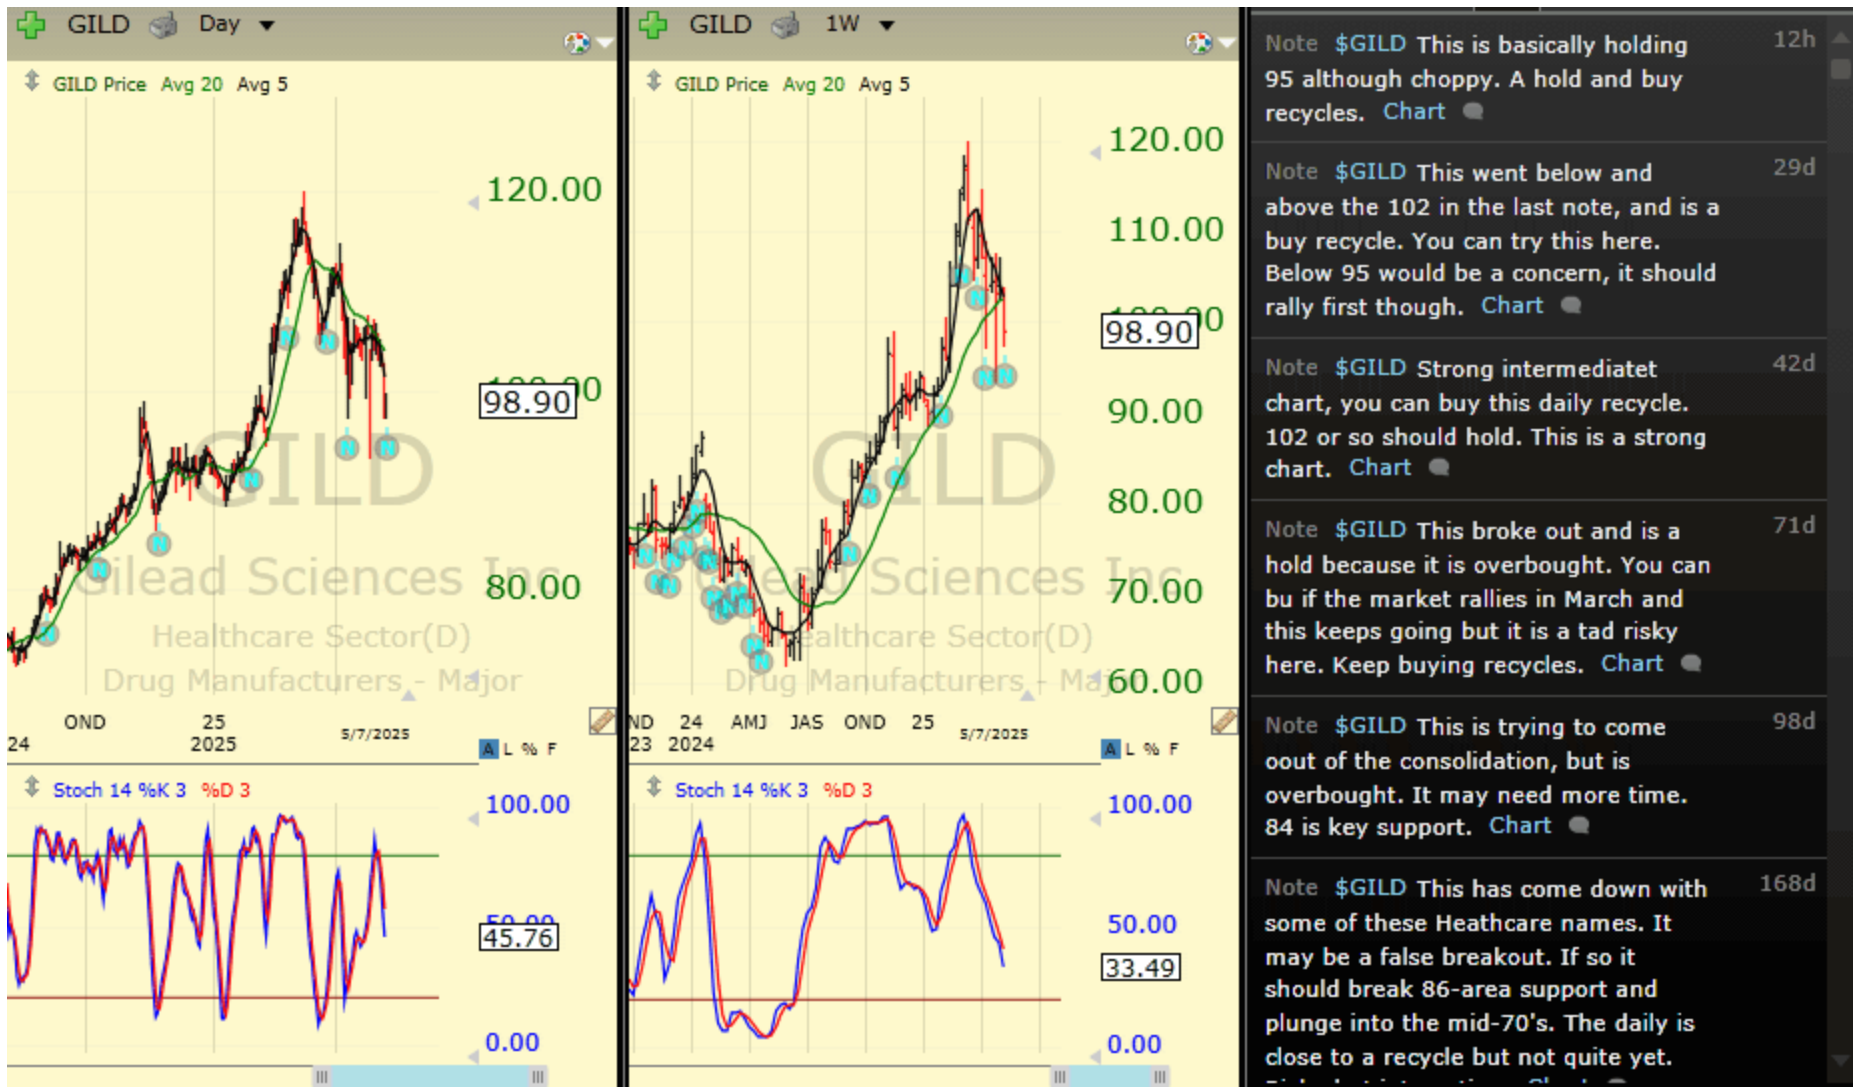 GILD Day
GILD Price Avg 20 Avg 5
120.00
98.90
80.00
GILD
Gilead Sciences Inc
Healthcare Sector(D)
Drug Manufacturers - Major
OND 25
24 2025 5/7/2025
A L % F
Stoch 14 %K 3 %D 3
100.00
50.00
45.76
0.00
GILD 1W
GILD Price Avg 20 Avg 5
120.00
110.00
98.90
90.00
80.00
70.00
60.00
GILD
Gilead Sciences Inc
Healthcare Sector(D)
Drug Manufacturers - Major
ND 24 AMJ JAS OND 25
23 2024 5/7/2025
A L % F
Stoch 14 %K 3 %D 3
100.00
50.00
33.49
0.00
Note $GILD This is basically holding 12h
95 although choppy. A hold and buy
recycles. Chart
Note $GILD This went below and 29d
above the 102 in the last note, and is a
buy recycle. You can try this here.
Below 95 would be a concern, it should
rally first though. Chart
Note $GILD Strong intermediatet 42d
chart, you can buy this daily recycle.
102 or so should hold. This is a strong
chart. Chart
Note $GILD This broke out and is a 71d
hold because it is overbought. You can
bu if the market rallies in March and
this keeps going but it is a tad risky
here. Keep buying recycles. Chart
Note $GILD This is trying to come 98d
oout of the consolidation, but is
overbought. It may need more time.
84 is key support. Chart
Note $GILD This has come down with 168d
some of these Heathcare names. It
may be a false breakout. If so it
should break 86-area support and
plunge into the mid-70's. The daily is
close to a recycle but not quite yet.